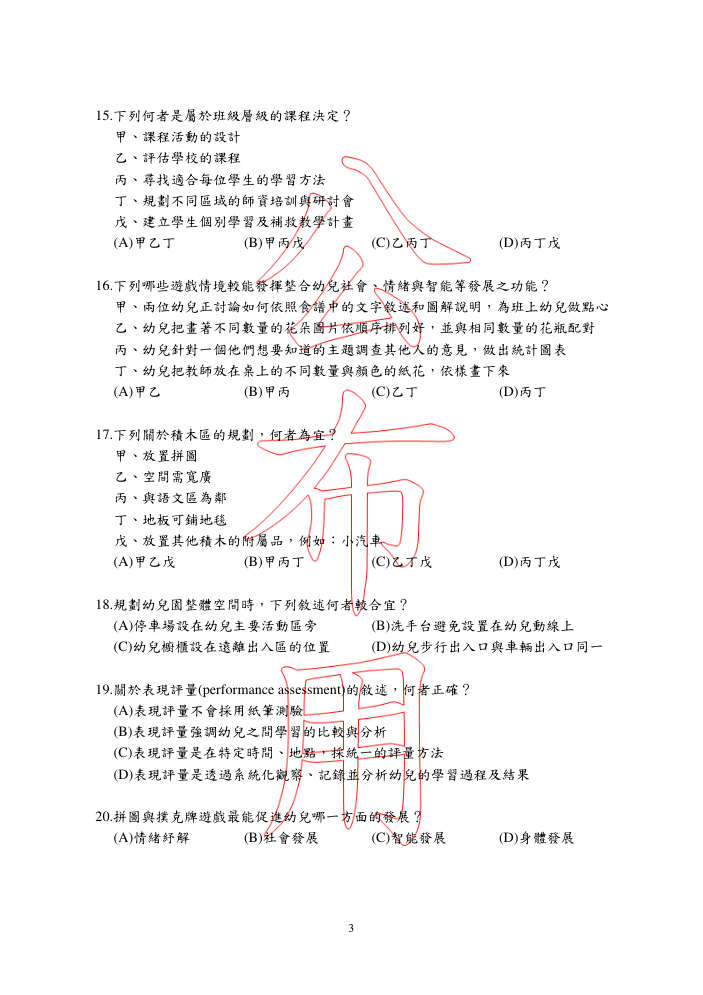 15.下列何者是屬於班級層級的課程決定？
甲、課程活動的設計
乙、評估學校的課程
丙、尋找適合每位學生的學習方法
丁、規劃不同區域的師資培訓與研討會
戊、建立學生個別學習及補救教學計畫
(A)甲乙丁 (B)甲丙戊 (C)乙丙丁 (D)丙丁戊
16.下列哪些遊戲情境較能發揮整合幼兒社會、情緒與智能等發展之功能？
甲、兩位幼兒正討論如何依照食譜中的文字敘述和圖解說明，為班上幼兒做點心
乙、幼兒把畫著不同數量的花朵圖片依順序排列好，並與相同數量的花瓶配對
丙、幼兒針對一個他們想要知道的主題調查其他人的意見，做出統計圖表
丁、幼兒把教師放在桌上的不同數量與顏色的紙花，依樣畫下來
(A)甲乙 (B)甲丙 (C)乙丁 (D)丙丁
17.下列關於積木區的規劃，何者為宜？
甲、放置拼圖
乙、空間需寬廣
丙、與語文區為鄰
丁、地板可鋪地毯
戊、放置其他積木的附屬品，例如：小汽車
(A)甲乙戊 (B)甲丙丁 (C)乙丁戊 (D)丙丁戊
18.規劃幼兒園整體空間時，下列敘述何者較合宜？
(A)停車場設在幼兒主要活動區旁 (B)洗手台避免設置在幼兒動線上
(C)幼兒櫥櫃設在遠離出入區的位置 (D)幼兒步行出入口與車輛出入口同一
19.關於表現評量(performance assessment)的敘述，何者正確？
(A)表現評量不會採用紙筆測驗
(B)表現評量強調幼兒之間學習的比較與分析
(C)表現評量是在特定時間、地點，採統一的評量方法
(D)表現評量是透過系統化觀察、記錄並分析幼兒的學習過程及結果
20.拼圖與撲克牌遊戲最能促進幼兒哪一方面的發展？
(A)情緒紓解 (B)社會發展 (C)智能發展 (D)身體發展
公布用
3